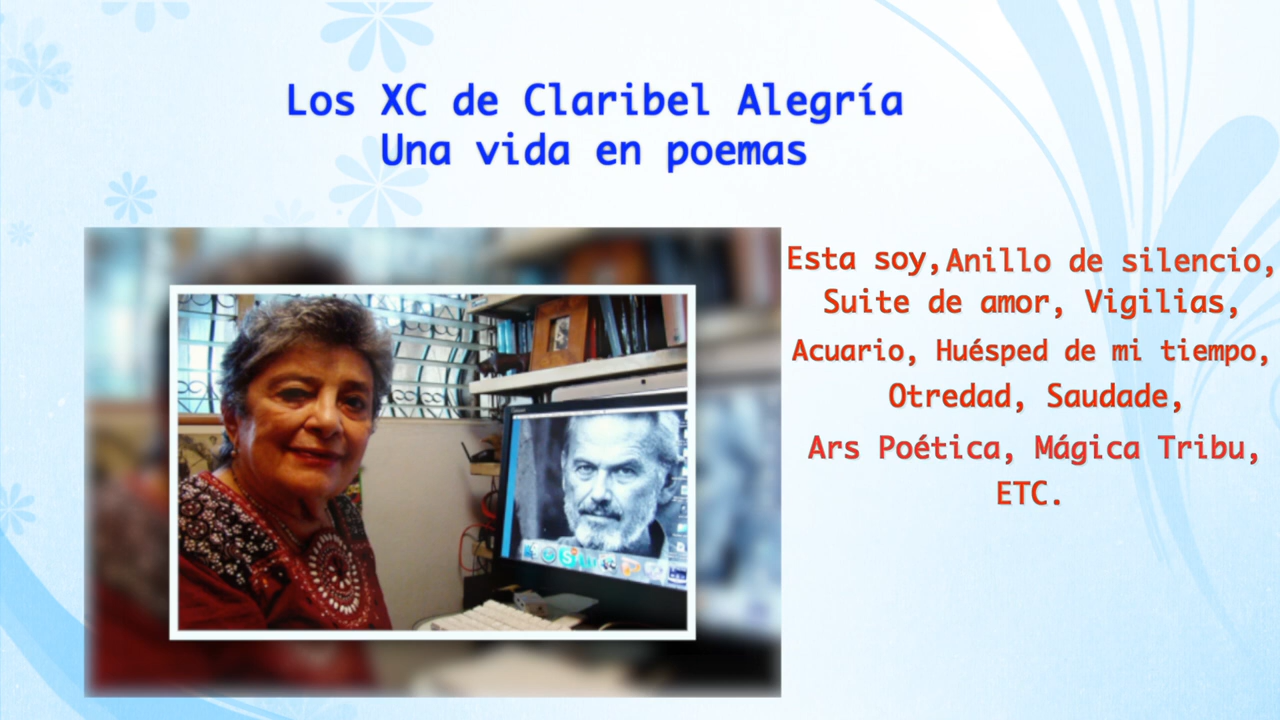 Los XC de Claribel Alegría
Una vida en poemas
Esta soy, Anillo de silencio,
Suite de amor, Vigilias,
Acuario, Huésped de mi tiempo,
Otredad, Saudade,
Ars Poética, Mágica Tribu,
ETC.